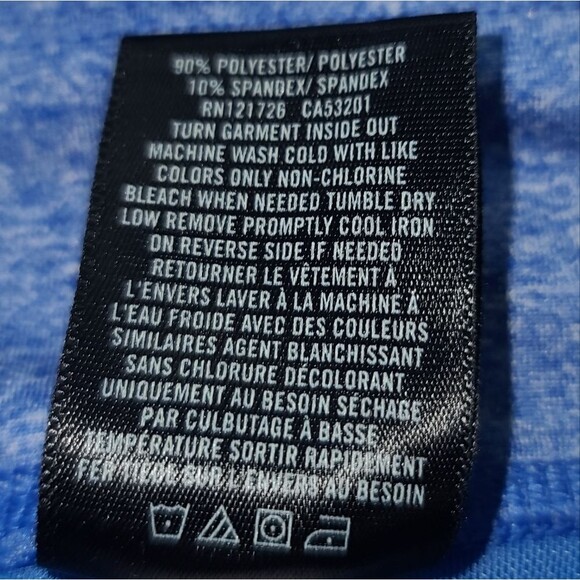 90% POLYESTER/ POLYESTER
10% SPANDEX/ SPANDEX
RN121726 CA53201
TURN GARMENT INSIDE OUT
MACHINE WASH COLD WITH LIKE
COLORS ONLY NON-CHLORINE
BLEACH WHEN NEEDED TUMBLE DRY
LOW REMOVE PROMPTLY COOL IRON
ON REVERSE SIDE IF NEEDED
RETOURNER LE VÊTEMENT À
L'ENVERS LAVER À LA MACHINE À
L'EAU FROIDE AVEC DES COULEURS
SIMILAIRES AGENT BLANCHISSANT
SANS CHLORURE DÉCOLORANT
UNIQUEMENT AU BESOIN SÉCHAGE
PAR CULBUTAGE À BASSE
TEMPÉRATURE SORTIR RAPIDEMENT
FER TIÉDE SUR L'ENVERS AU BESOIN